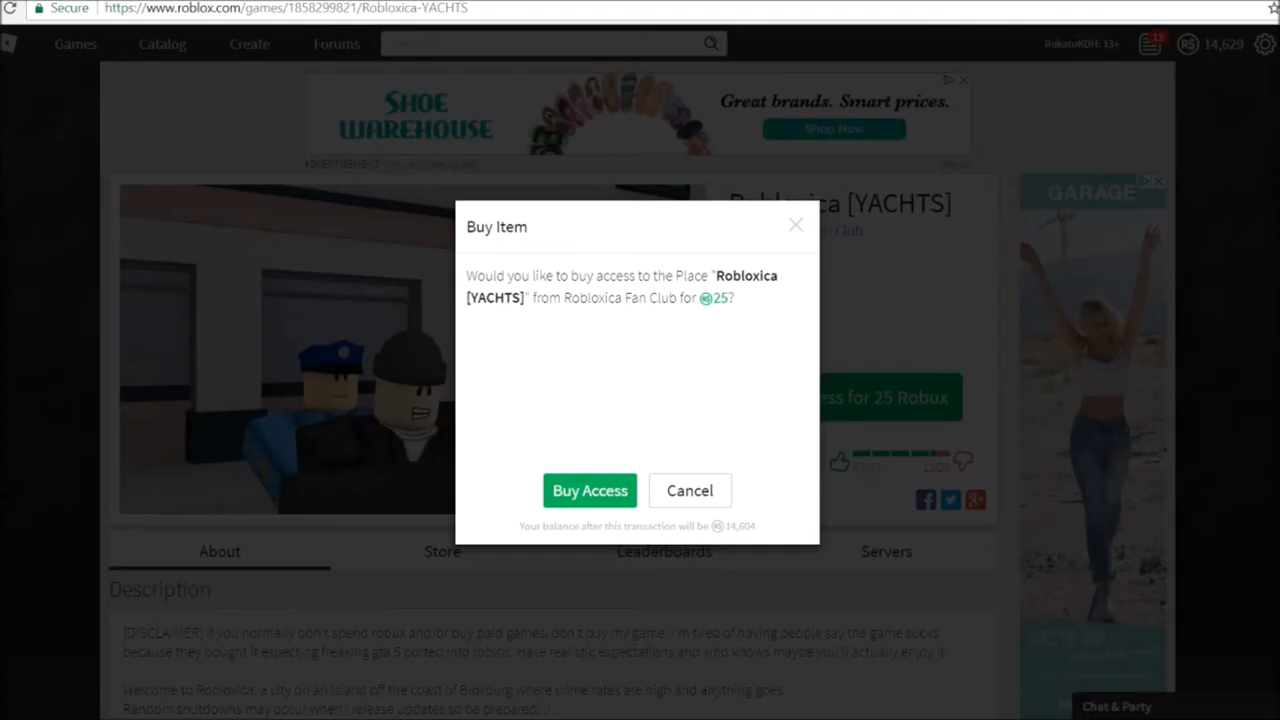 Secure https://www.roblox.com/games/1858299821/Robloxica-YACHTS
Games Catalog Create Forums RukatoKDH: 13+ 13 R$ 14,629
SHOE
WAREHOUSE
Great brands. Smart prices.
Shop Now
ADVERTISEMENT
GARAGE
[YACHTS]
n Club
Buy Item
Would you like to buy access to the Place "Robloxica
[YACHTS]" from Robloxica Fan Club for R$ 25?
ss for 25 Robux
Buy Access Cancel
Your balance after this transaction will be R$ 14,604
About Store Leaderboards Servers
Description
[DISCLAIMER] If you normally don't spend robux and/or buy paid games, don't buy my game. I'm tired of having people say the game sucks
because they bought it expecting freaking gta 5 ported into roblox. Have realistic expectations and who knows maybe you'll actually enjoy it.
Welcome to Robloxica, a city on an island off the coast of Bloxburg where crime rates are high and anything goes.
Random shutdowns may occur when I release updates so be prepared.
Chat & Party